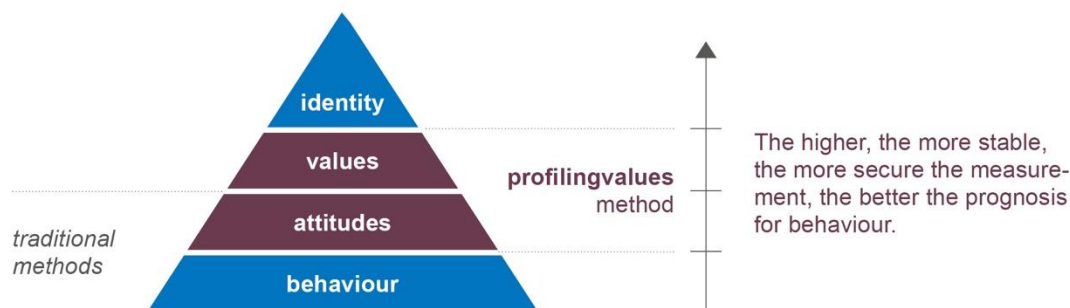 identity
values
attitudes
behaviour
traditional
methods
profilingvalues
method
The higher, the more stable,
the more secure the measure-
ment, the better the prognosis
for behaviour.